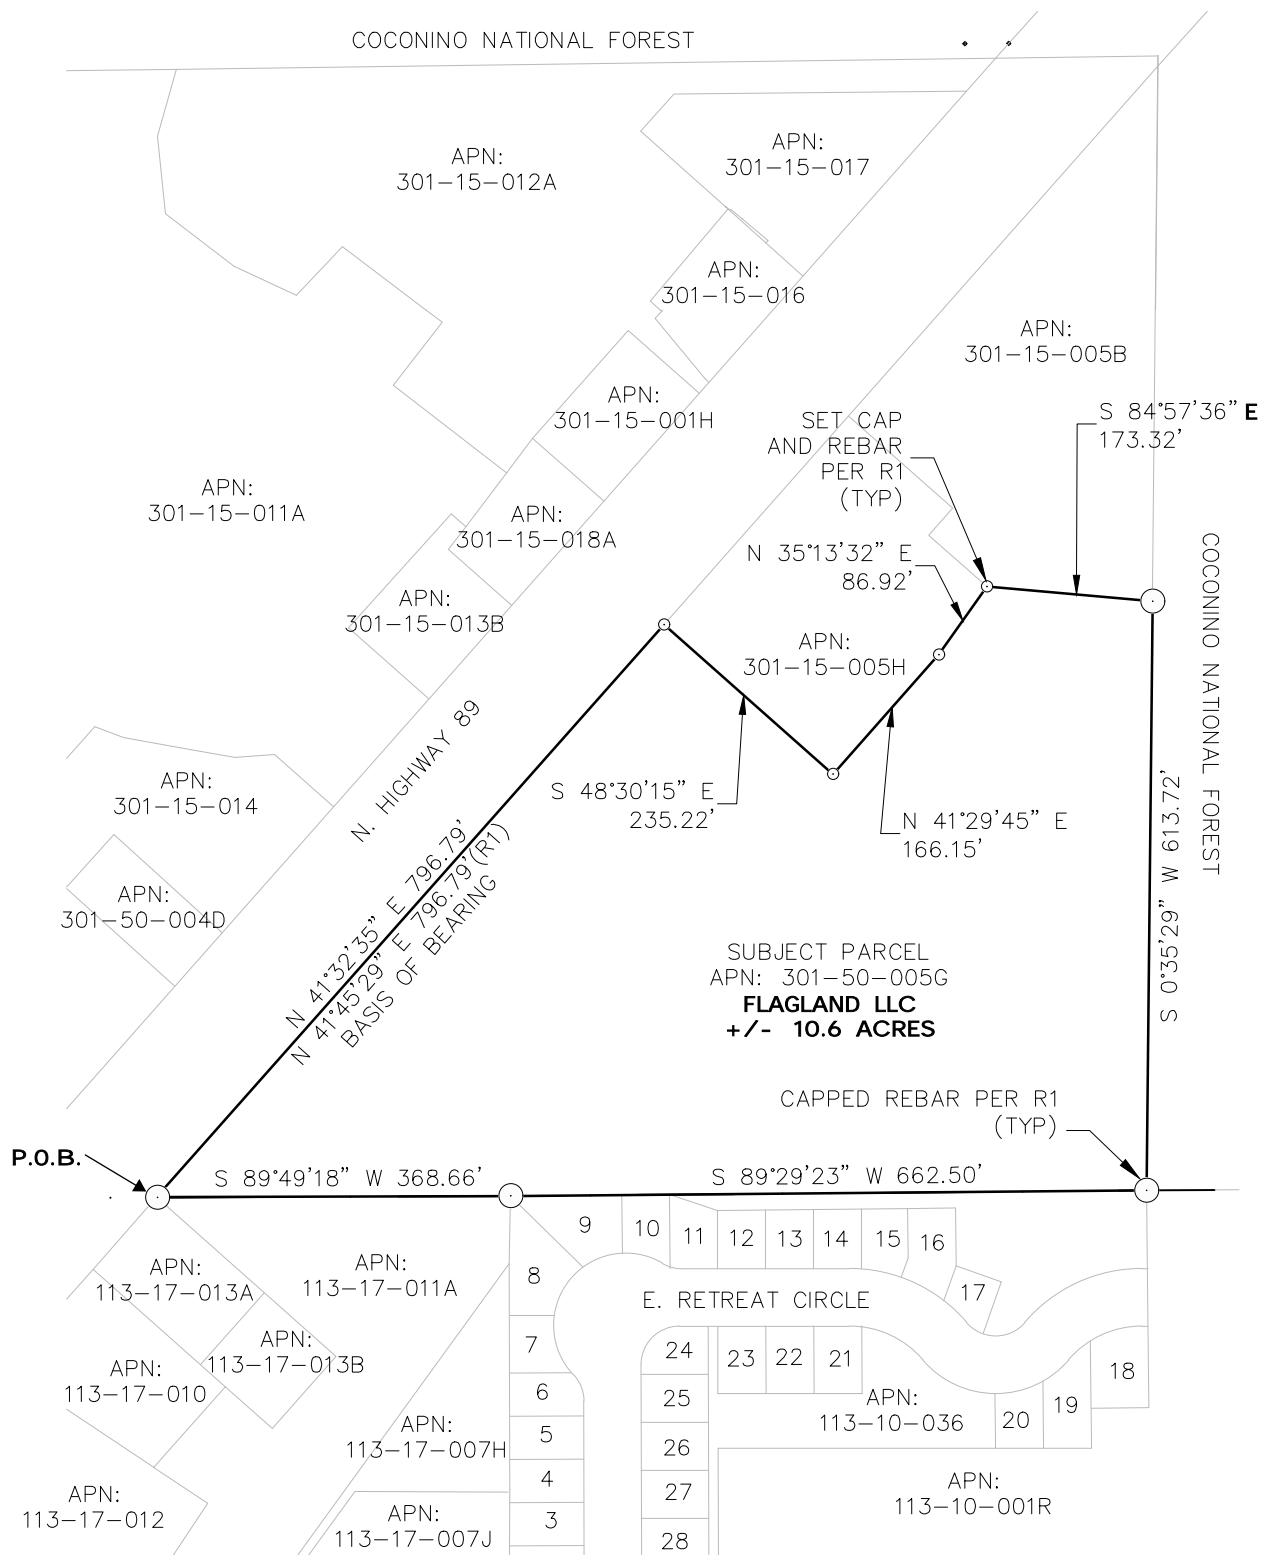 COCONINO NATIONAL FOREST
APN:
301-15-017
APN:
301-15-012A
APN:
301-15-016
APN:
301-15-005B
APN:
301-15-001H
S 84°57'36" E
173.32'
SET CAP
AND REBAR
PER R1
(TYP)
APN:
301-15-011A
APN:
301-15-018A
N 35°13'32" E
86.92'
COCONINO NATIONAL FOREST
APN:
301-15-013B
APN:
301-15-005H
N. HIGHWAY 89
APN:
301-15-014
S 48°30'15" E
235.22'
N 41°29'45" E
166.15'
S 0°35'29" W 613.72'
APN:
301-50-004D
N 41°32'35" E 796.79'
N 41°45'29" E 796.79'(R1)
BASIS OF BEARING
SUBJECT PARCEL
APN: 301-50-005G
FLAGLAND LLC
+/- 10.6 ACRES
CAPPED REBAR PER R1
(TYP)
P.O.B.
S 89°49'18" W 368.66'
S 89°29'23" W 662.50'
9
10
11
12
13
14
15
16
17
APN:
113-17-013A
APN:
113-17-011A
8
E. RETREAT CIRCLE
7
APN:
113-17-013B
24
23
22
21
18
APN:
113-17-010
6
25
APN:
113-10-036
20
19
APN:
113-17-007H
5
26
4
27
APN:
113-10-001R
APN:
113-17-012
APN:
113-17-007J
3
28